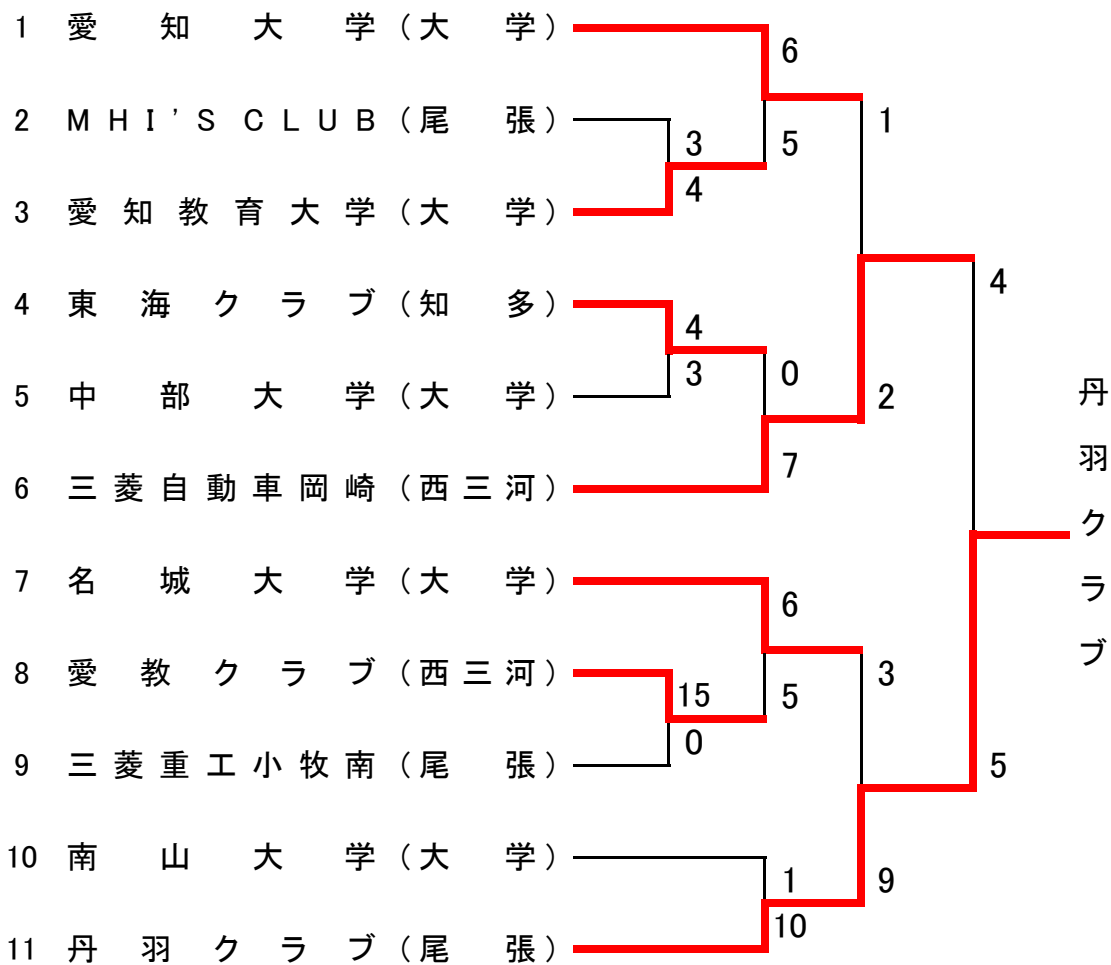 1 愛知大学(大学)
6
1
2 MHI'S CLUB(尾張)
3
5
3 愛知教育大学(大学)
4
4
4 東海クラブ(知多)
4
0
5 中部大学(大学)
3
2
6 三菱自動車岡崎(西三河)
7
丹羽クラブ
7 名城大学(大学)
6
3
8 愛教クラブ(西三河)
15
5
9 三菱重工小牧南(尾張)
0
5
10 南山大学(大学)
1
9
11 丹羽クラブ(尾張)
10